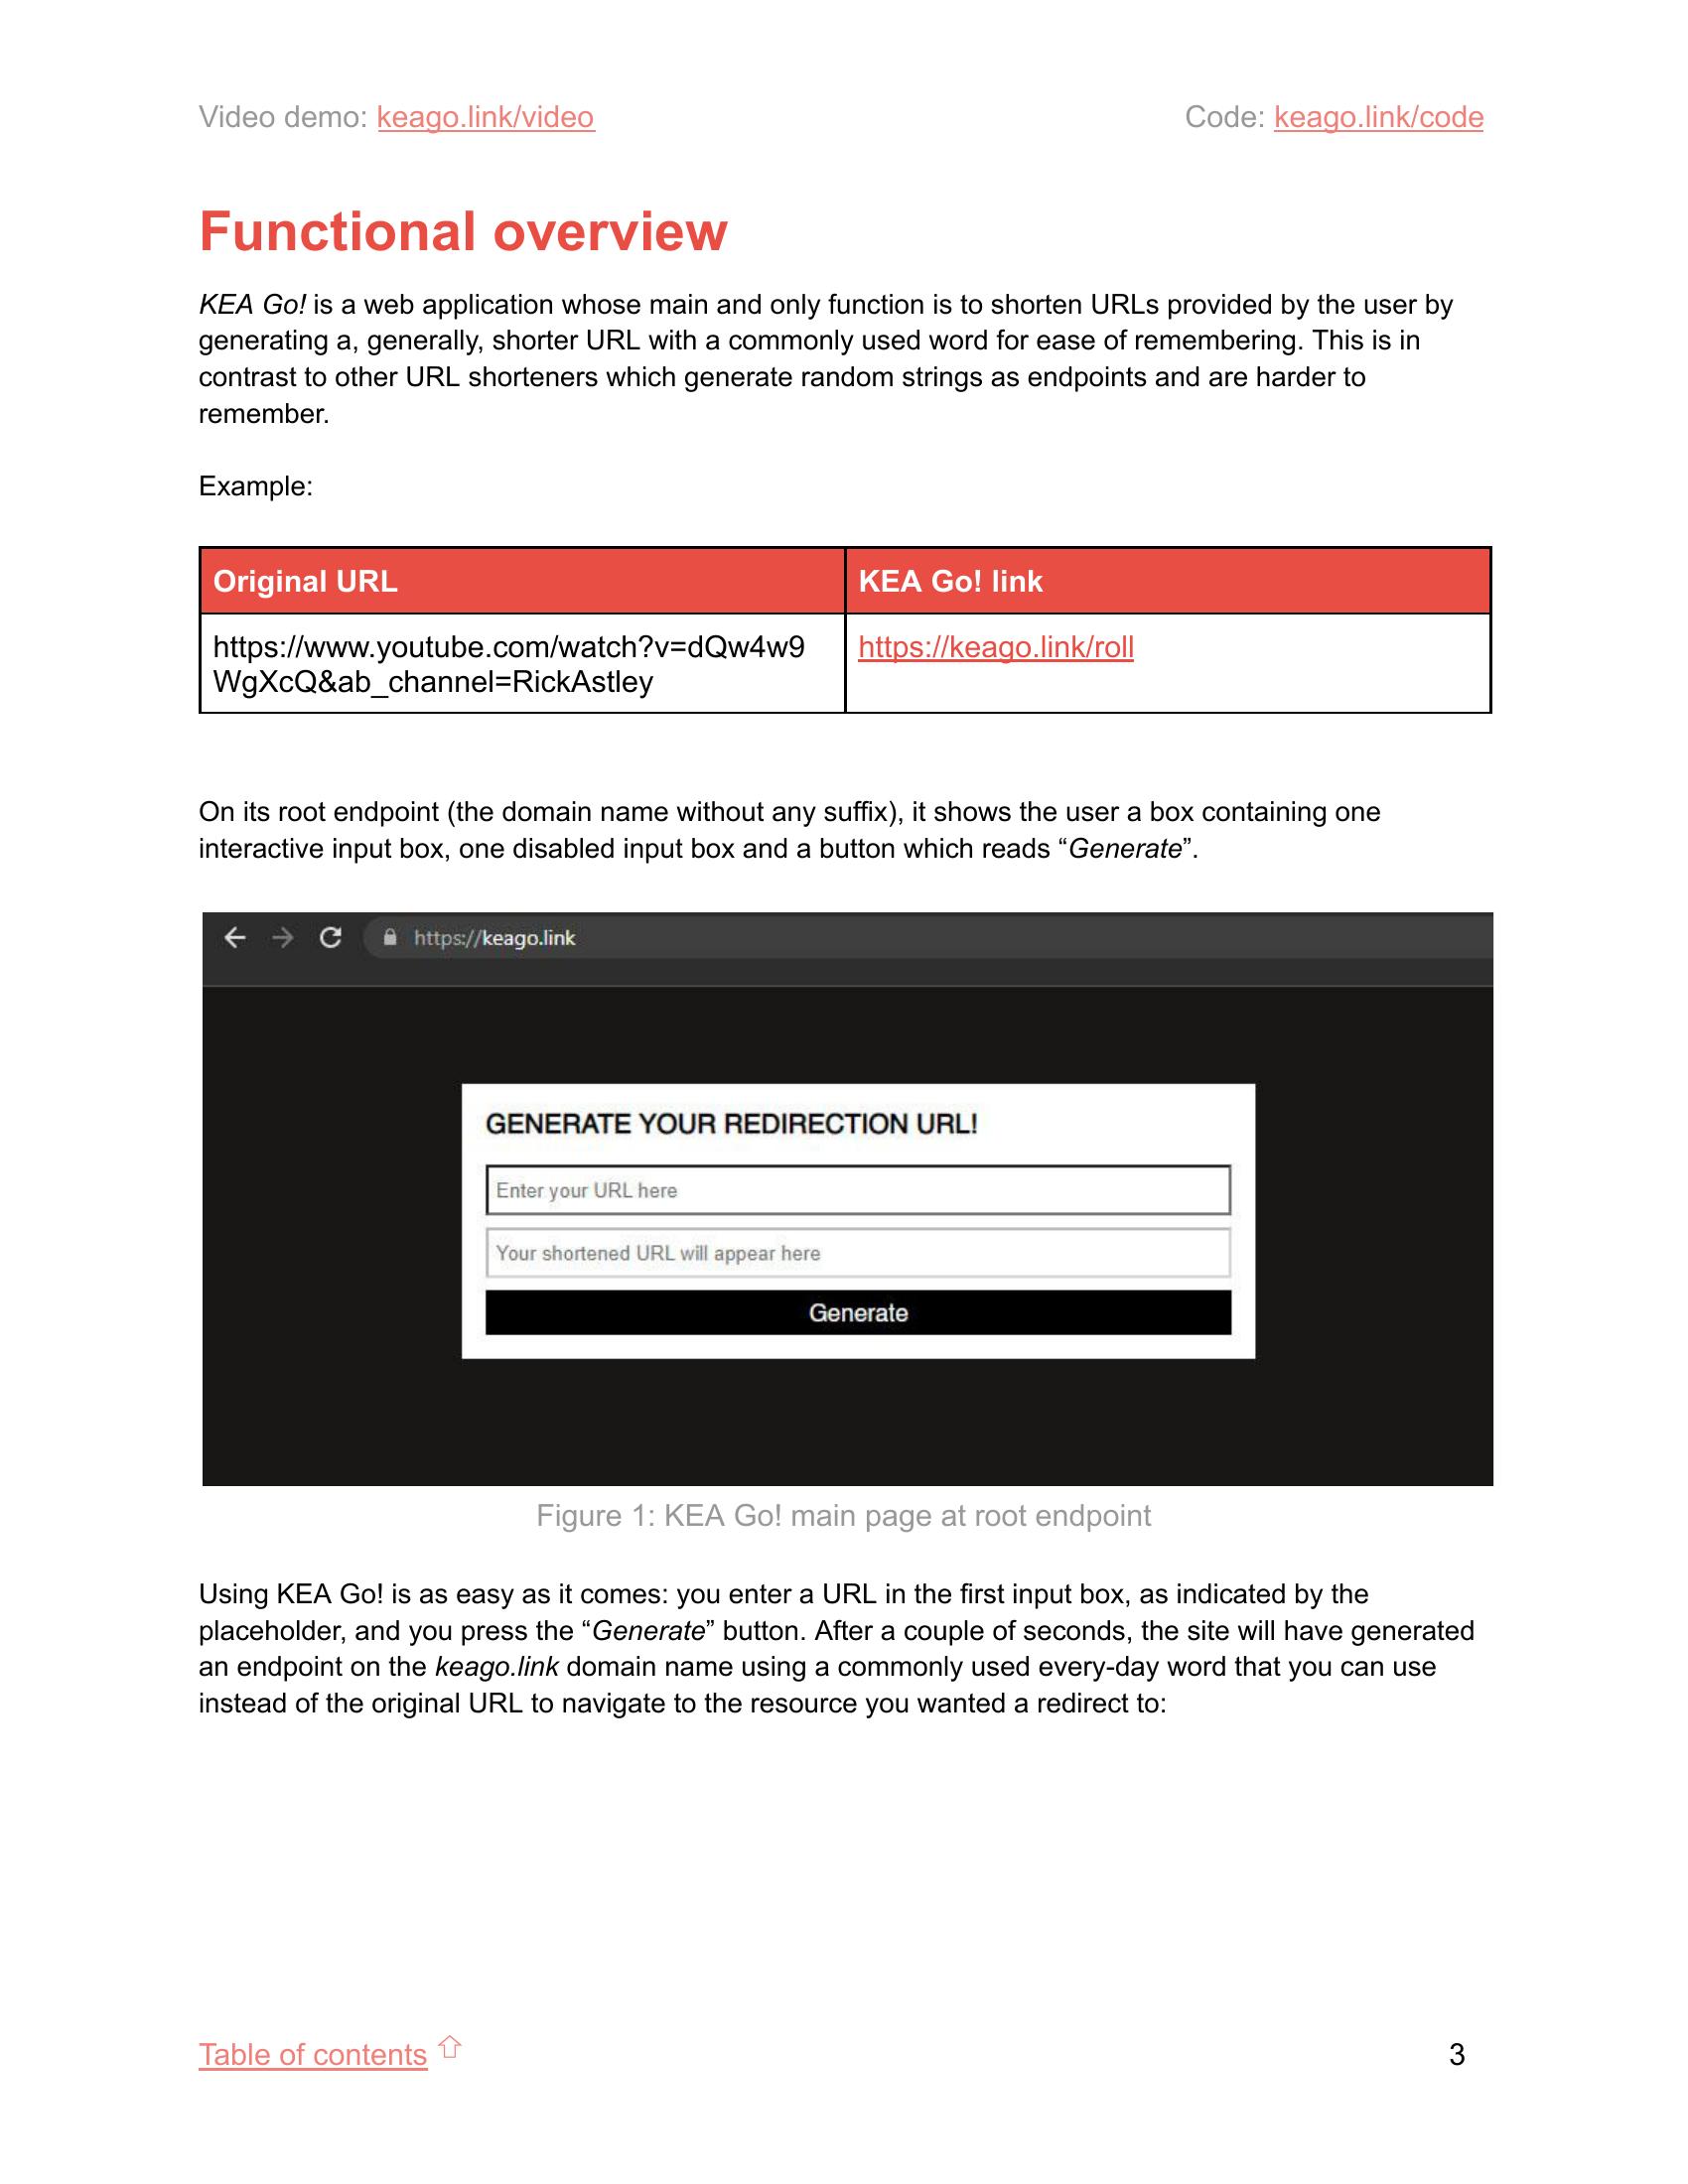 Video demo: keago.link/video Code: keago.link/code
Functional overview
KEA Go! is a web application whose main and only function is to shorten URLs provided by the user by
generating a, generally, shorter URL with a commonly used word for ease of remembering. This is in
contrast to other URL shorteners which generate random strings as endpoints and are harder to
remember.
Example:
Original URL KEA Go! link
https://www.youtube.com/watch?v=dQw4w9 https://keago.link/roll
WgXcQ&ab_channel=RickAstley
On its root endpoint (the domain name without any suffix), it shows the user a box containing one
interactive input box, one disabled input box and a button which reads “Generate”.
https://keago.link
GENERATE YOUR REDIRECTION URL!
Enter your URL here
Your shortened URL will appear here
Generate
Figure 1: KEA Go! main page at root endpoint
Using KEA Go! is as easy as it comes: you enter a URL in the first input box, as indicated by the
placeholder, and you press the “Generate” button. After a couple of seconds, the site will have generated
an endpoint on the keago.link domain name using a commonly used every-day word that you can use
instead of the original URL to navigate to the resource you wanted a redirect to:
Table of contents ⇧ 3